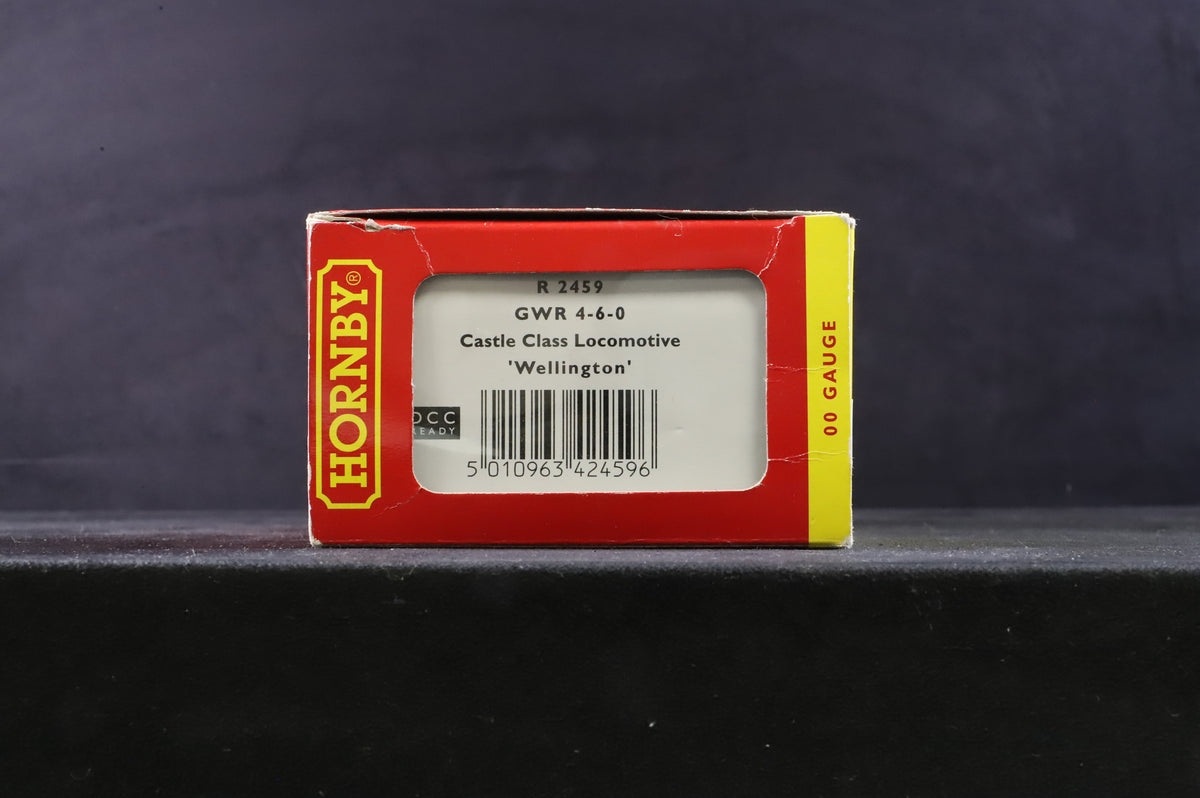 HORNBY®
R 2459
GWR 4-6-0
Castle Class Locomotive
'Wellington'
DCC
READY
5 010963 424596
00 GAUGE